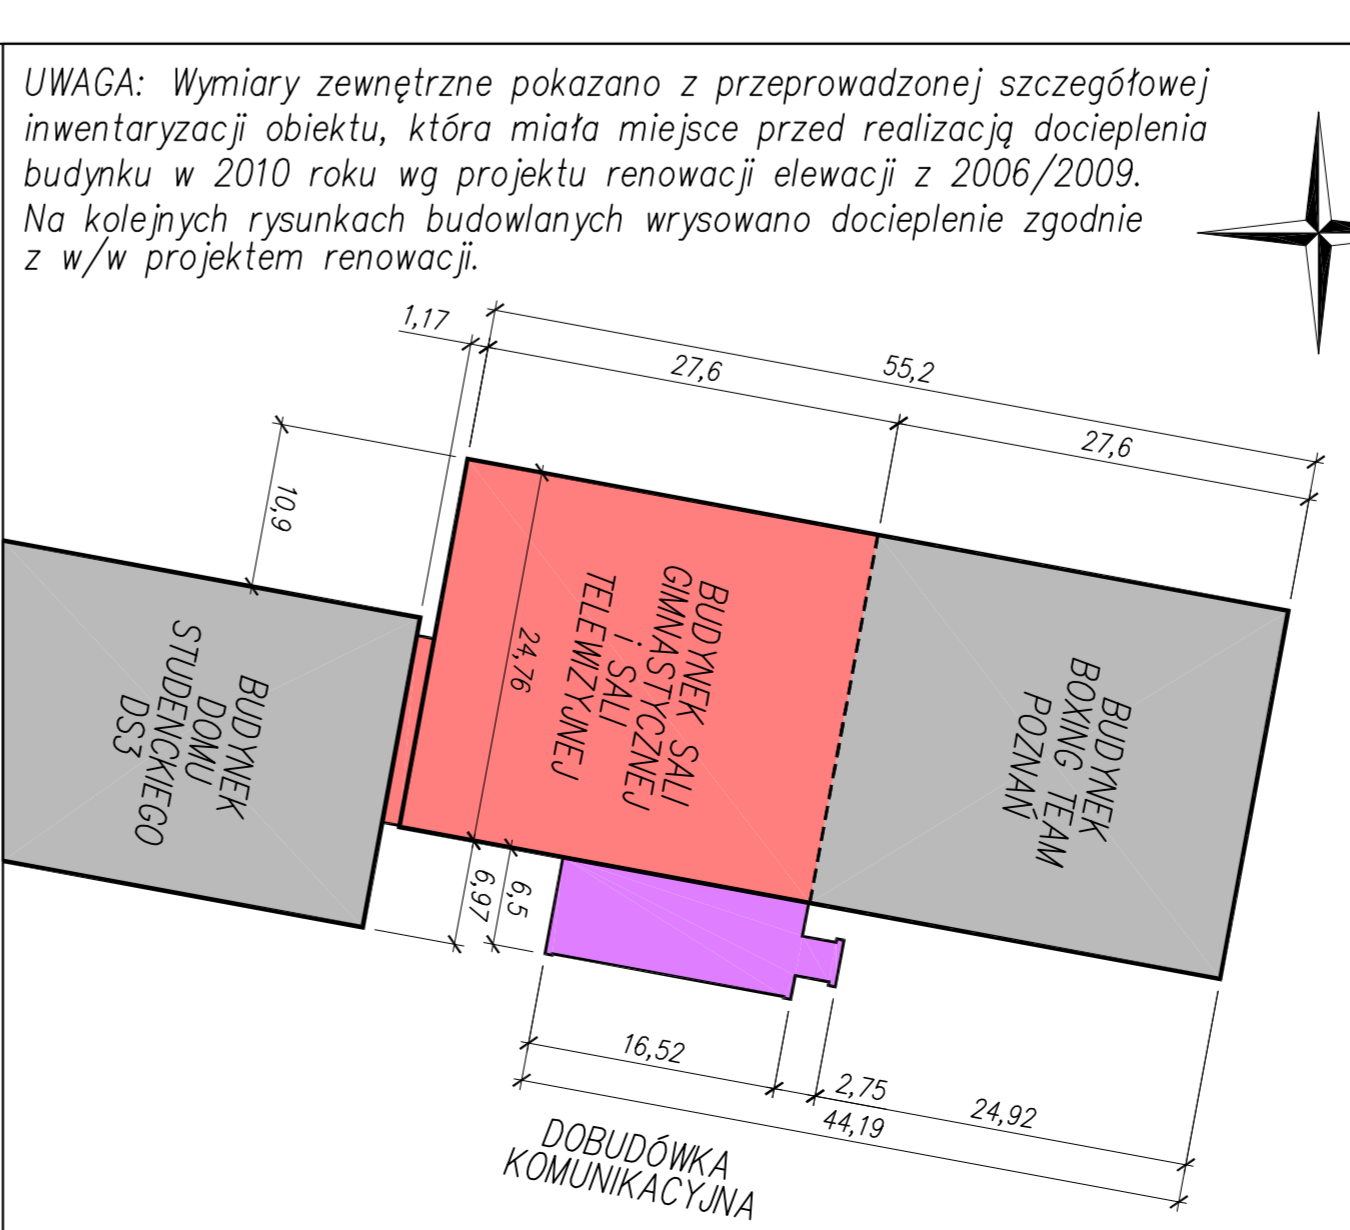 UWAGA: Wymiary zewnętrzne pokazano z przeprowadzonej szczegółowej
inwentaryzacji obiektu, która miała miejsce przed realizacją docieplenia
budynku w 2010 roku wg projektu renowacji elewacji z 2006/2009.
Na kolejnych rysunkach budowlanych wrysowano docieplenie zgodnie
z w/w projektem renowacji.
1,17
27,6
55,2
27,6
10,9
24,76
BUDYNEK SALI
GIMNASTYCZNEJ
i SALI
TELEWIZYJNEJ
BUDYNEK
BOXING TEAM
POZNAŃ
BUDYNEK
DOMU
STUDENCKIEGO
DS3
6,97
6,5
16,52
2,75
24,92
44,19
DOBUDÓWKA
KOMUNIKACYJNA